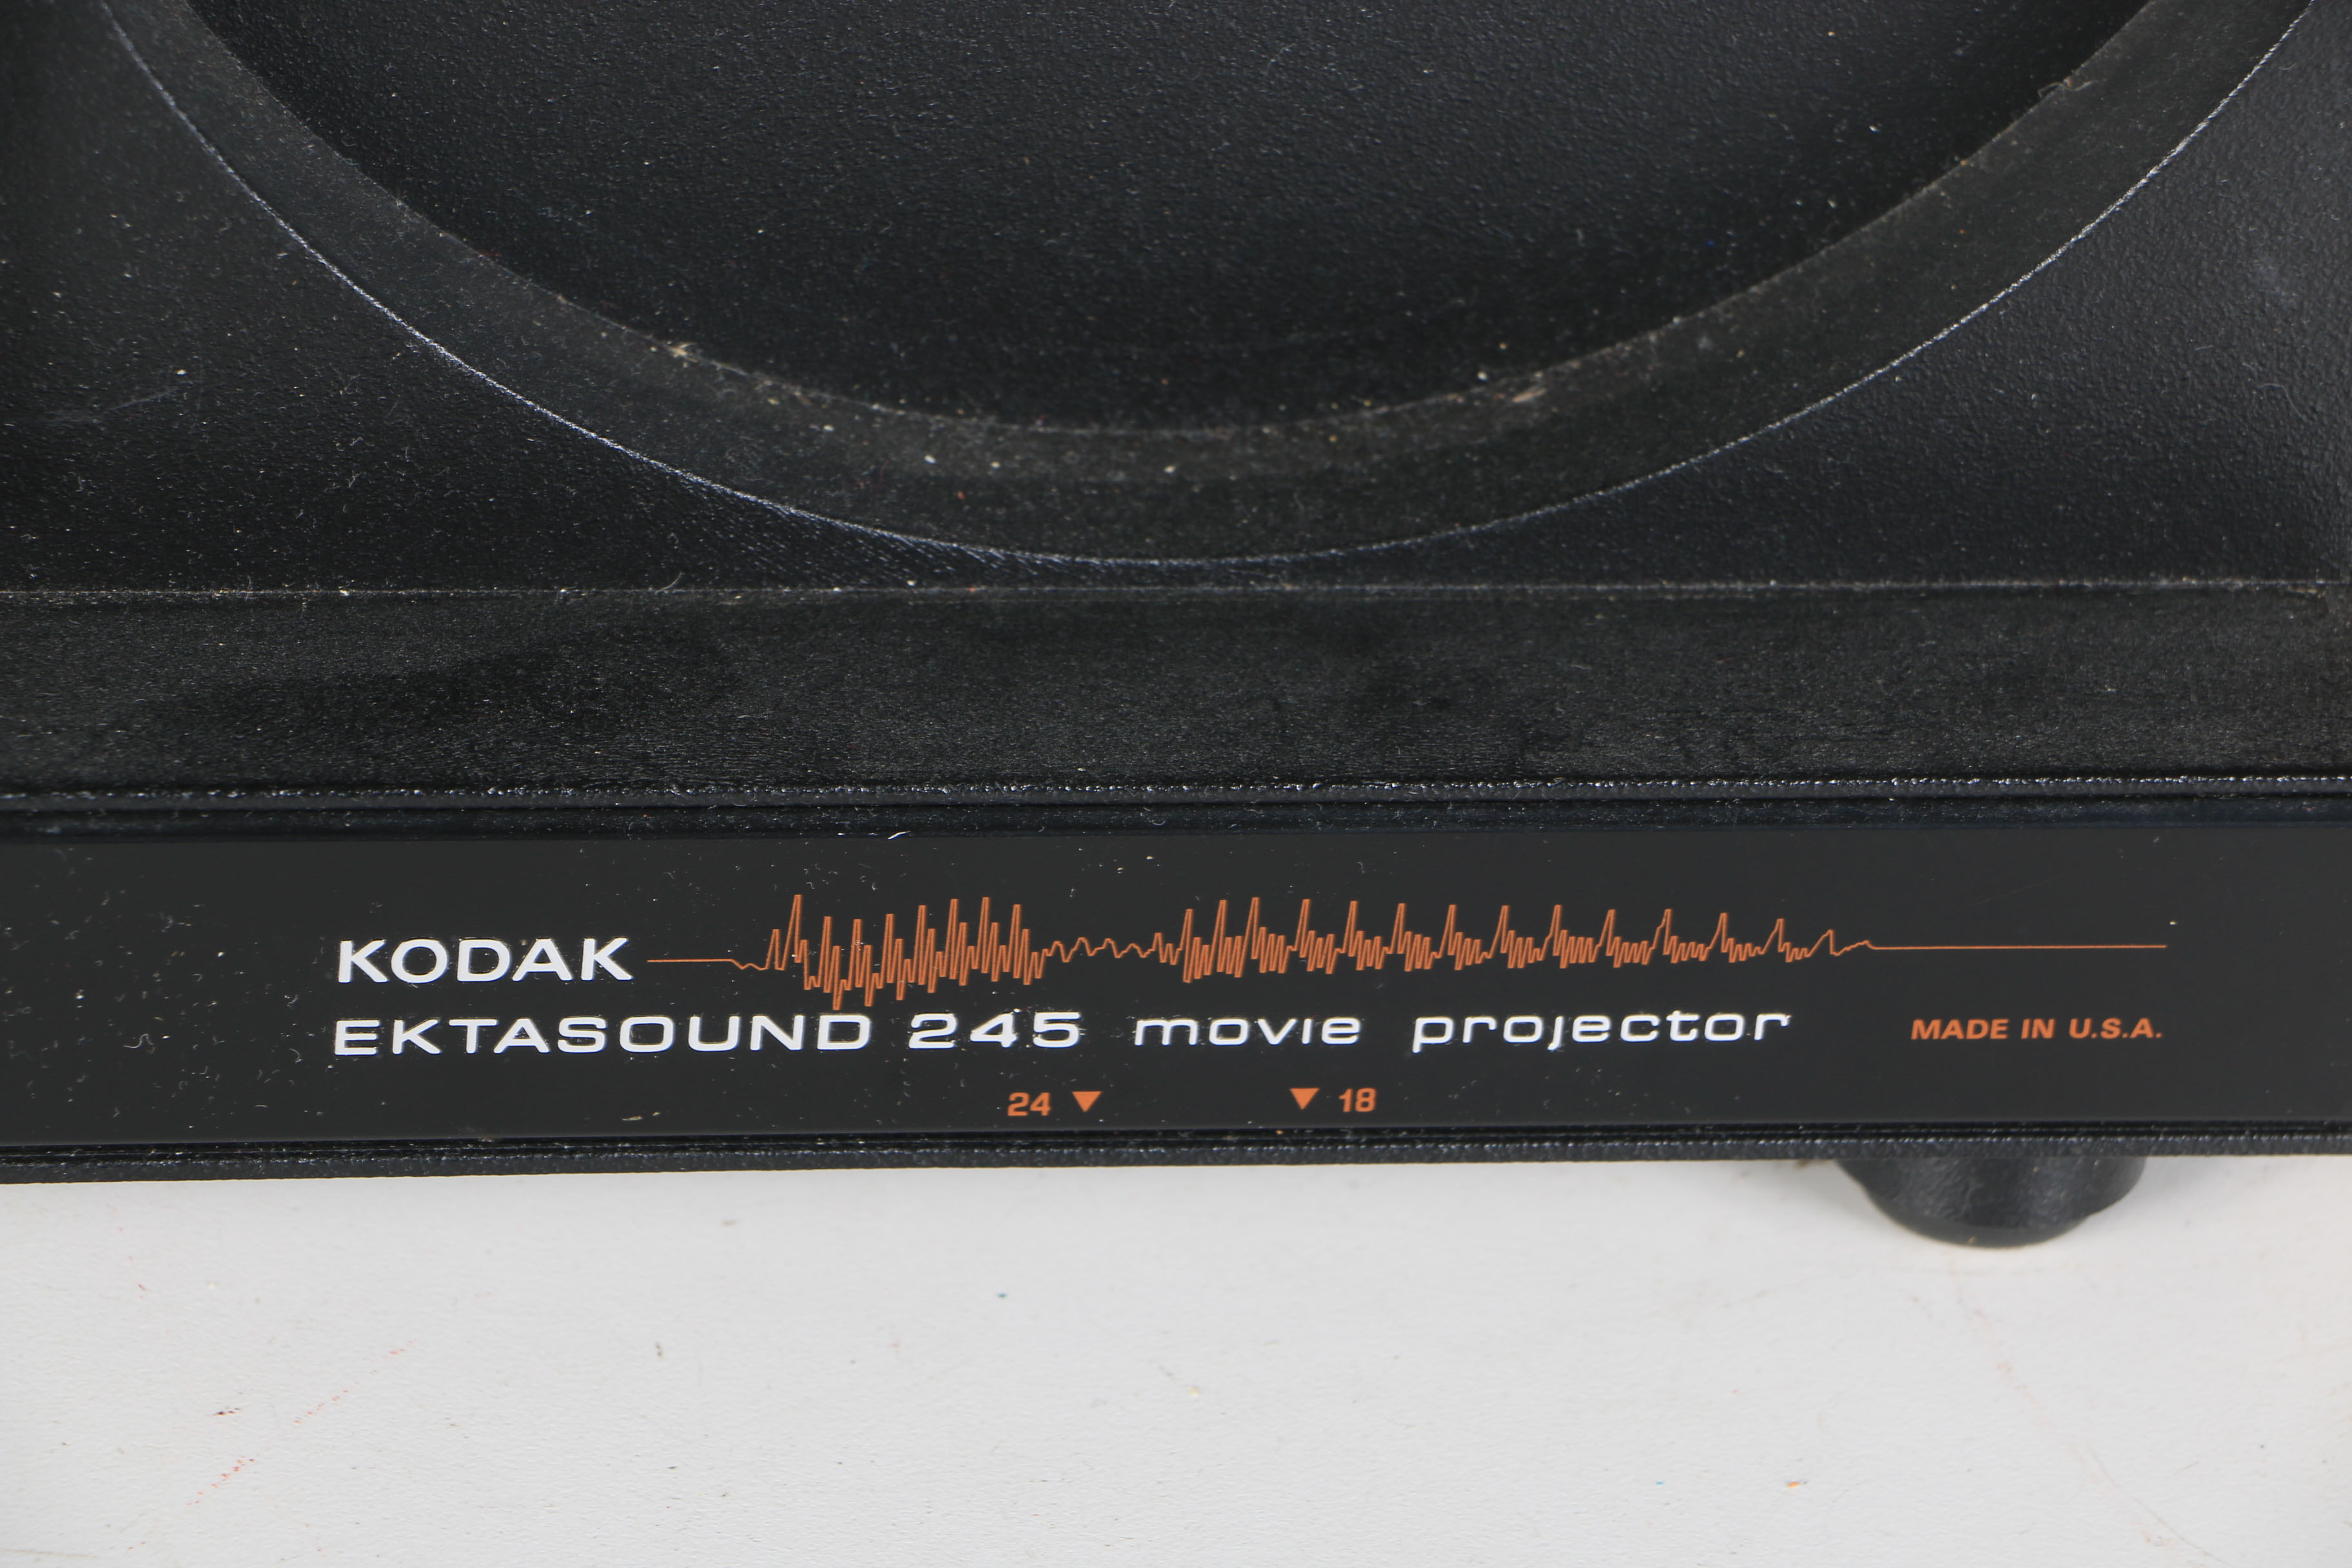 KODAK
EKTASOUND 245 movie projector MADE IN U.S.A.
24 ▼ ▼ 18